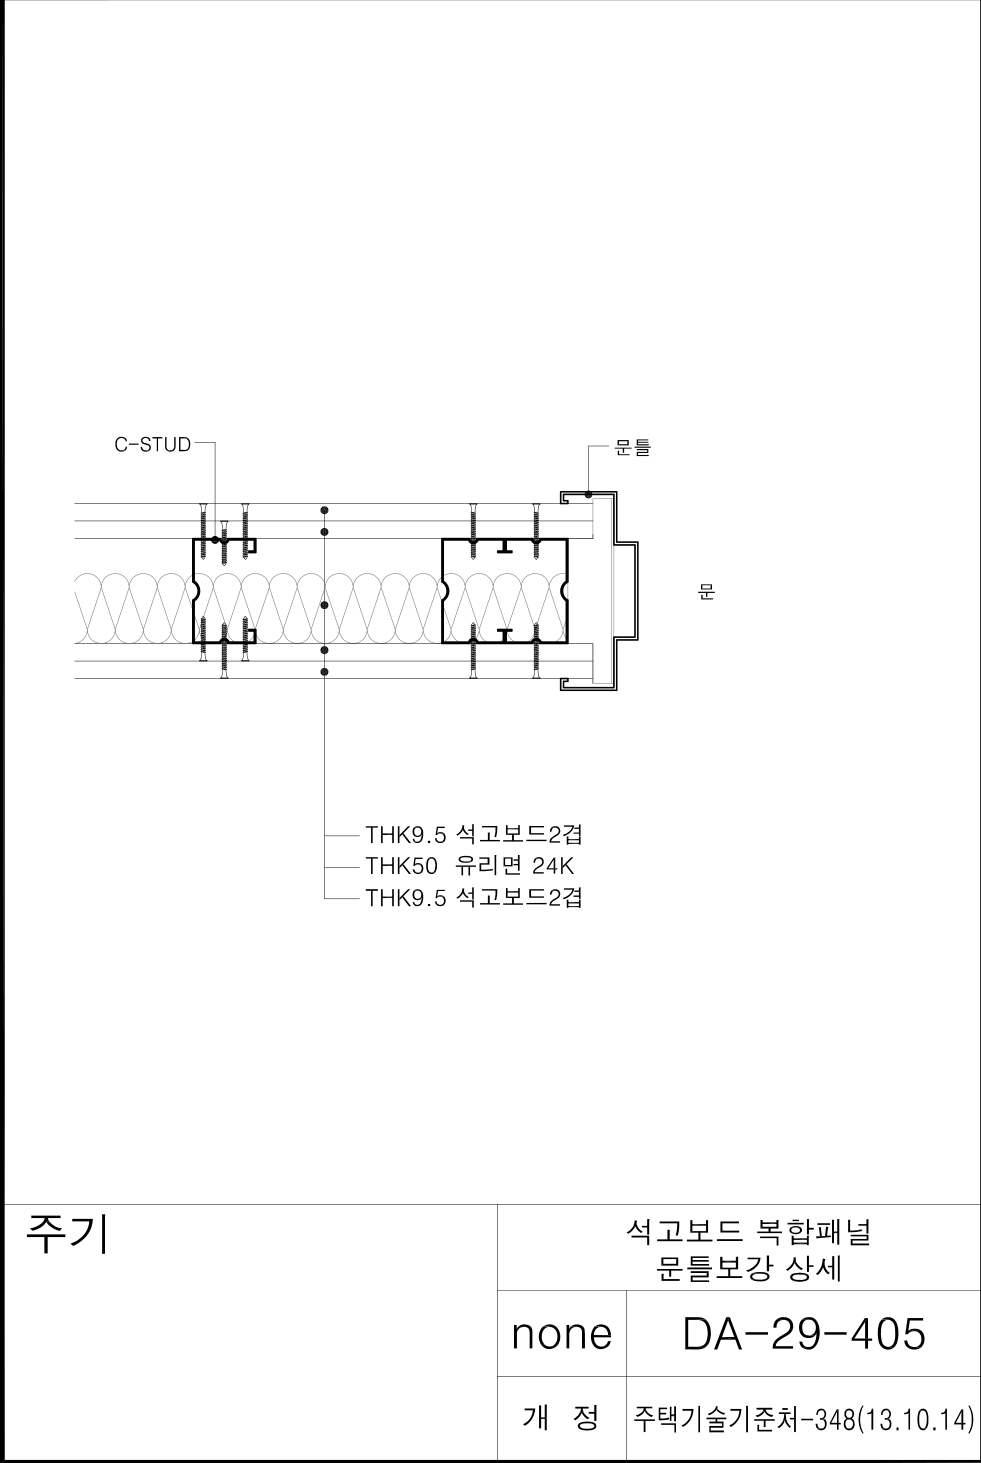 C-STUD
문틀
문
THK9.5 석고보드2겹
THK50 유리면 24K
THK9.5 석고보드2겹
주기
석고보드 복합패널
문틀보강 상세
none
DA-29-405
개 정
주택기술기준처-348(13.10.14)